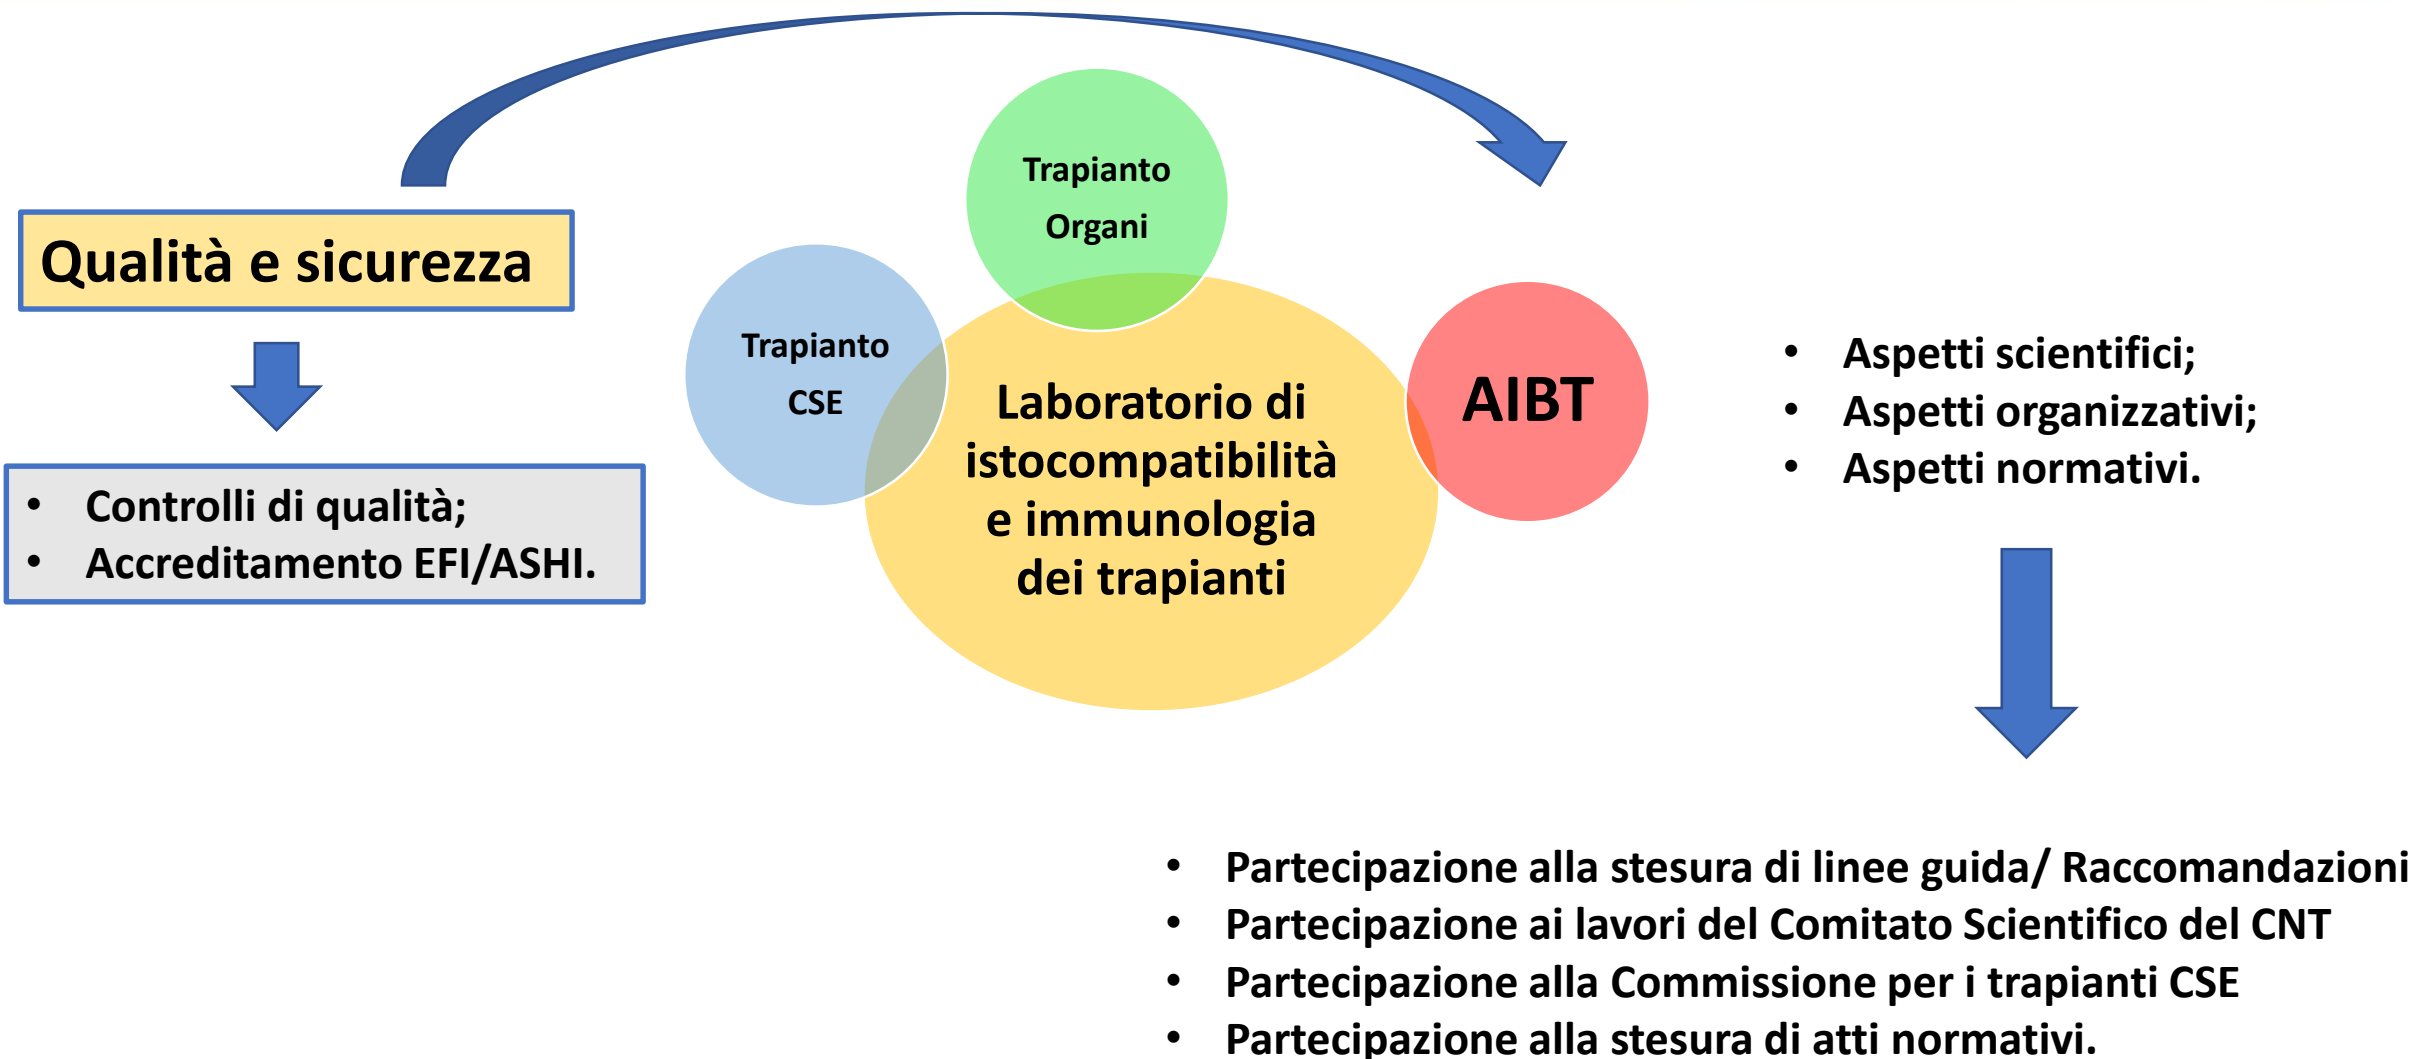 Qualità e sicurezza
• Controlli di qualità;
• Accreditamento EFI/ASHI.
Trapianto
CSE
Trapianto
Organi
Laboratorio di
istocompatibilità
e immunologia
dei trapianti
AIBT
• Aspetti scientifici;
• Aspetti organizzativi;
• Aspetti normativi.
• Partecipazione alla stesura di linee guida/ Raccomandazioni
• Partecipazione ai lavori del Comitato Scientifico del CNT
• Partecipazione alla Commissione per i trapianti CSE
• Partecipazione alla stesura di atti normativi.